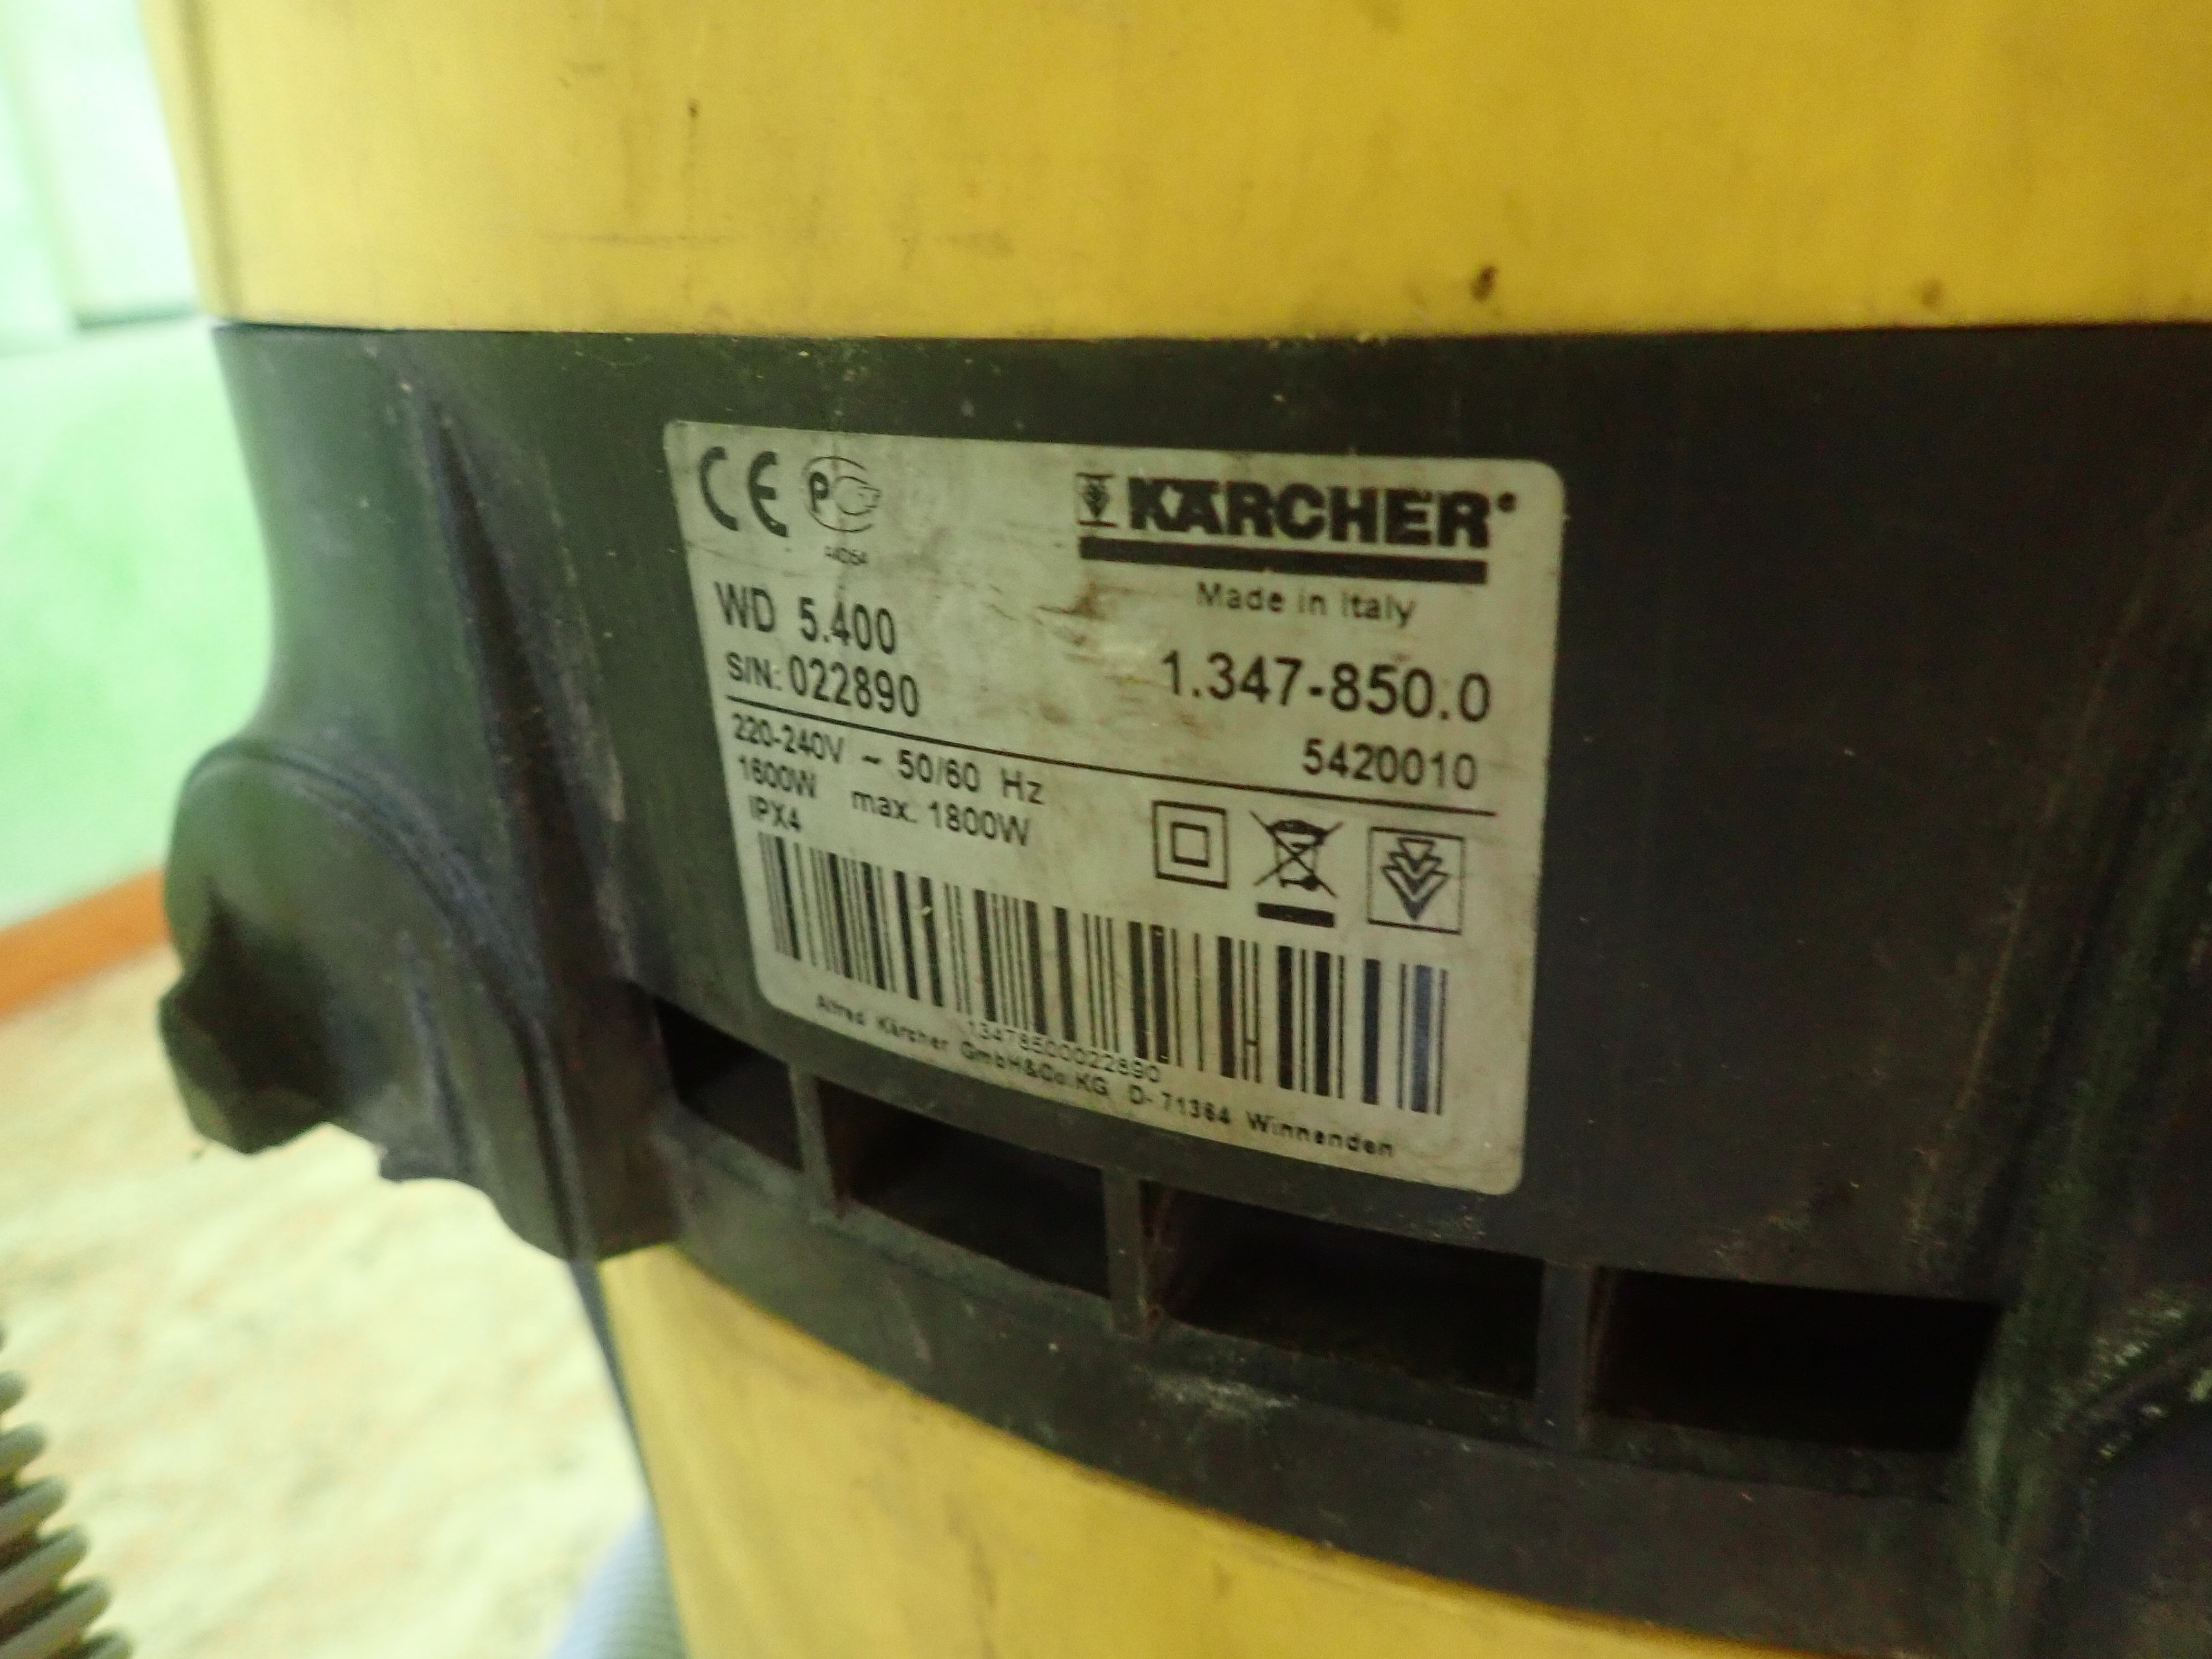 CE
KÄRCHER
Made in Italy
WD 5.400
1.347-850.0
S/N: 022890
5420010
220-240V ~ 50/60 Hz
1600W max. 1800W
IPX4
13478500022890
Alfred Kärcher GmbH&Co.KG D-71364 Winnenden